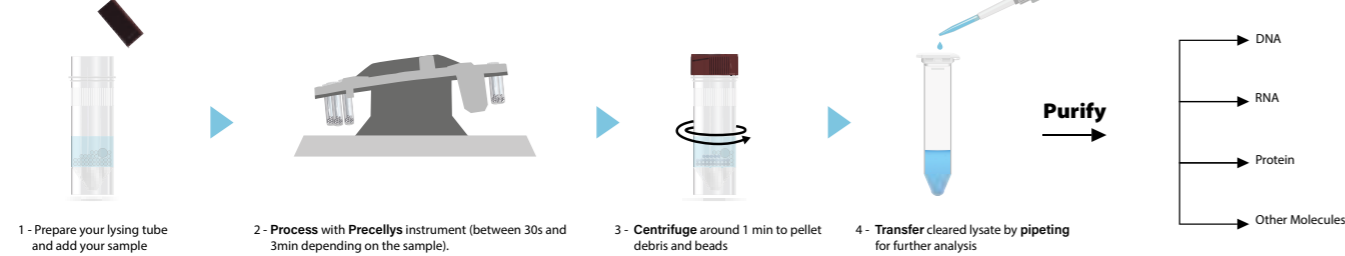 1 - Prepare your lysing tube
and add your sample
2 - Process with Precellys instrument (between 30s and
3min depending on the sample).
3 - Centrifuge around 1 min to pellet
debris and beads
4 - Transfer cleared lysate by pipeting
for further analysis
Purify
DNA
RNA
Protein
Other Molecules